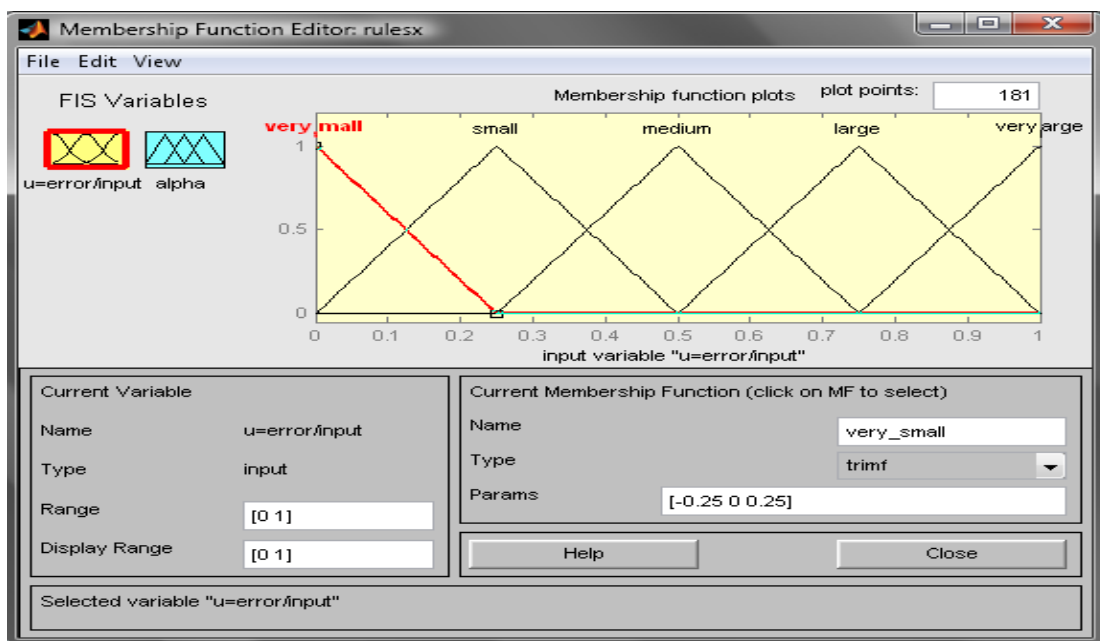 Membership Function Editor: rulesx
File Edit View
FIS Variables
u=error/input alpha
Membership function plots plot points: 181
very mall small medium large very arge
1
0.5
0
0 0.1 0.2 0.3 0.4 0.5 0.6 0.7 0.8 0.9 1
input variable "u=error/input"
Current Variable
Name u=error/input
Type input
Range [0 1]
Display Range [0 1]
Current Membership Function (click on MF to select)
Name very_small
Type trimf
Params [-0.25 0 0.25]
Help Close
Selected variable "u=error/input"